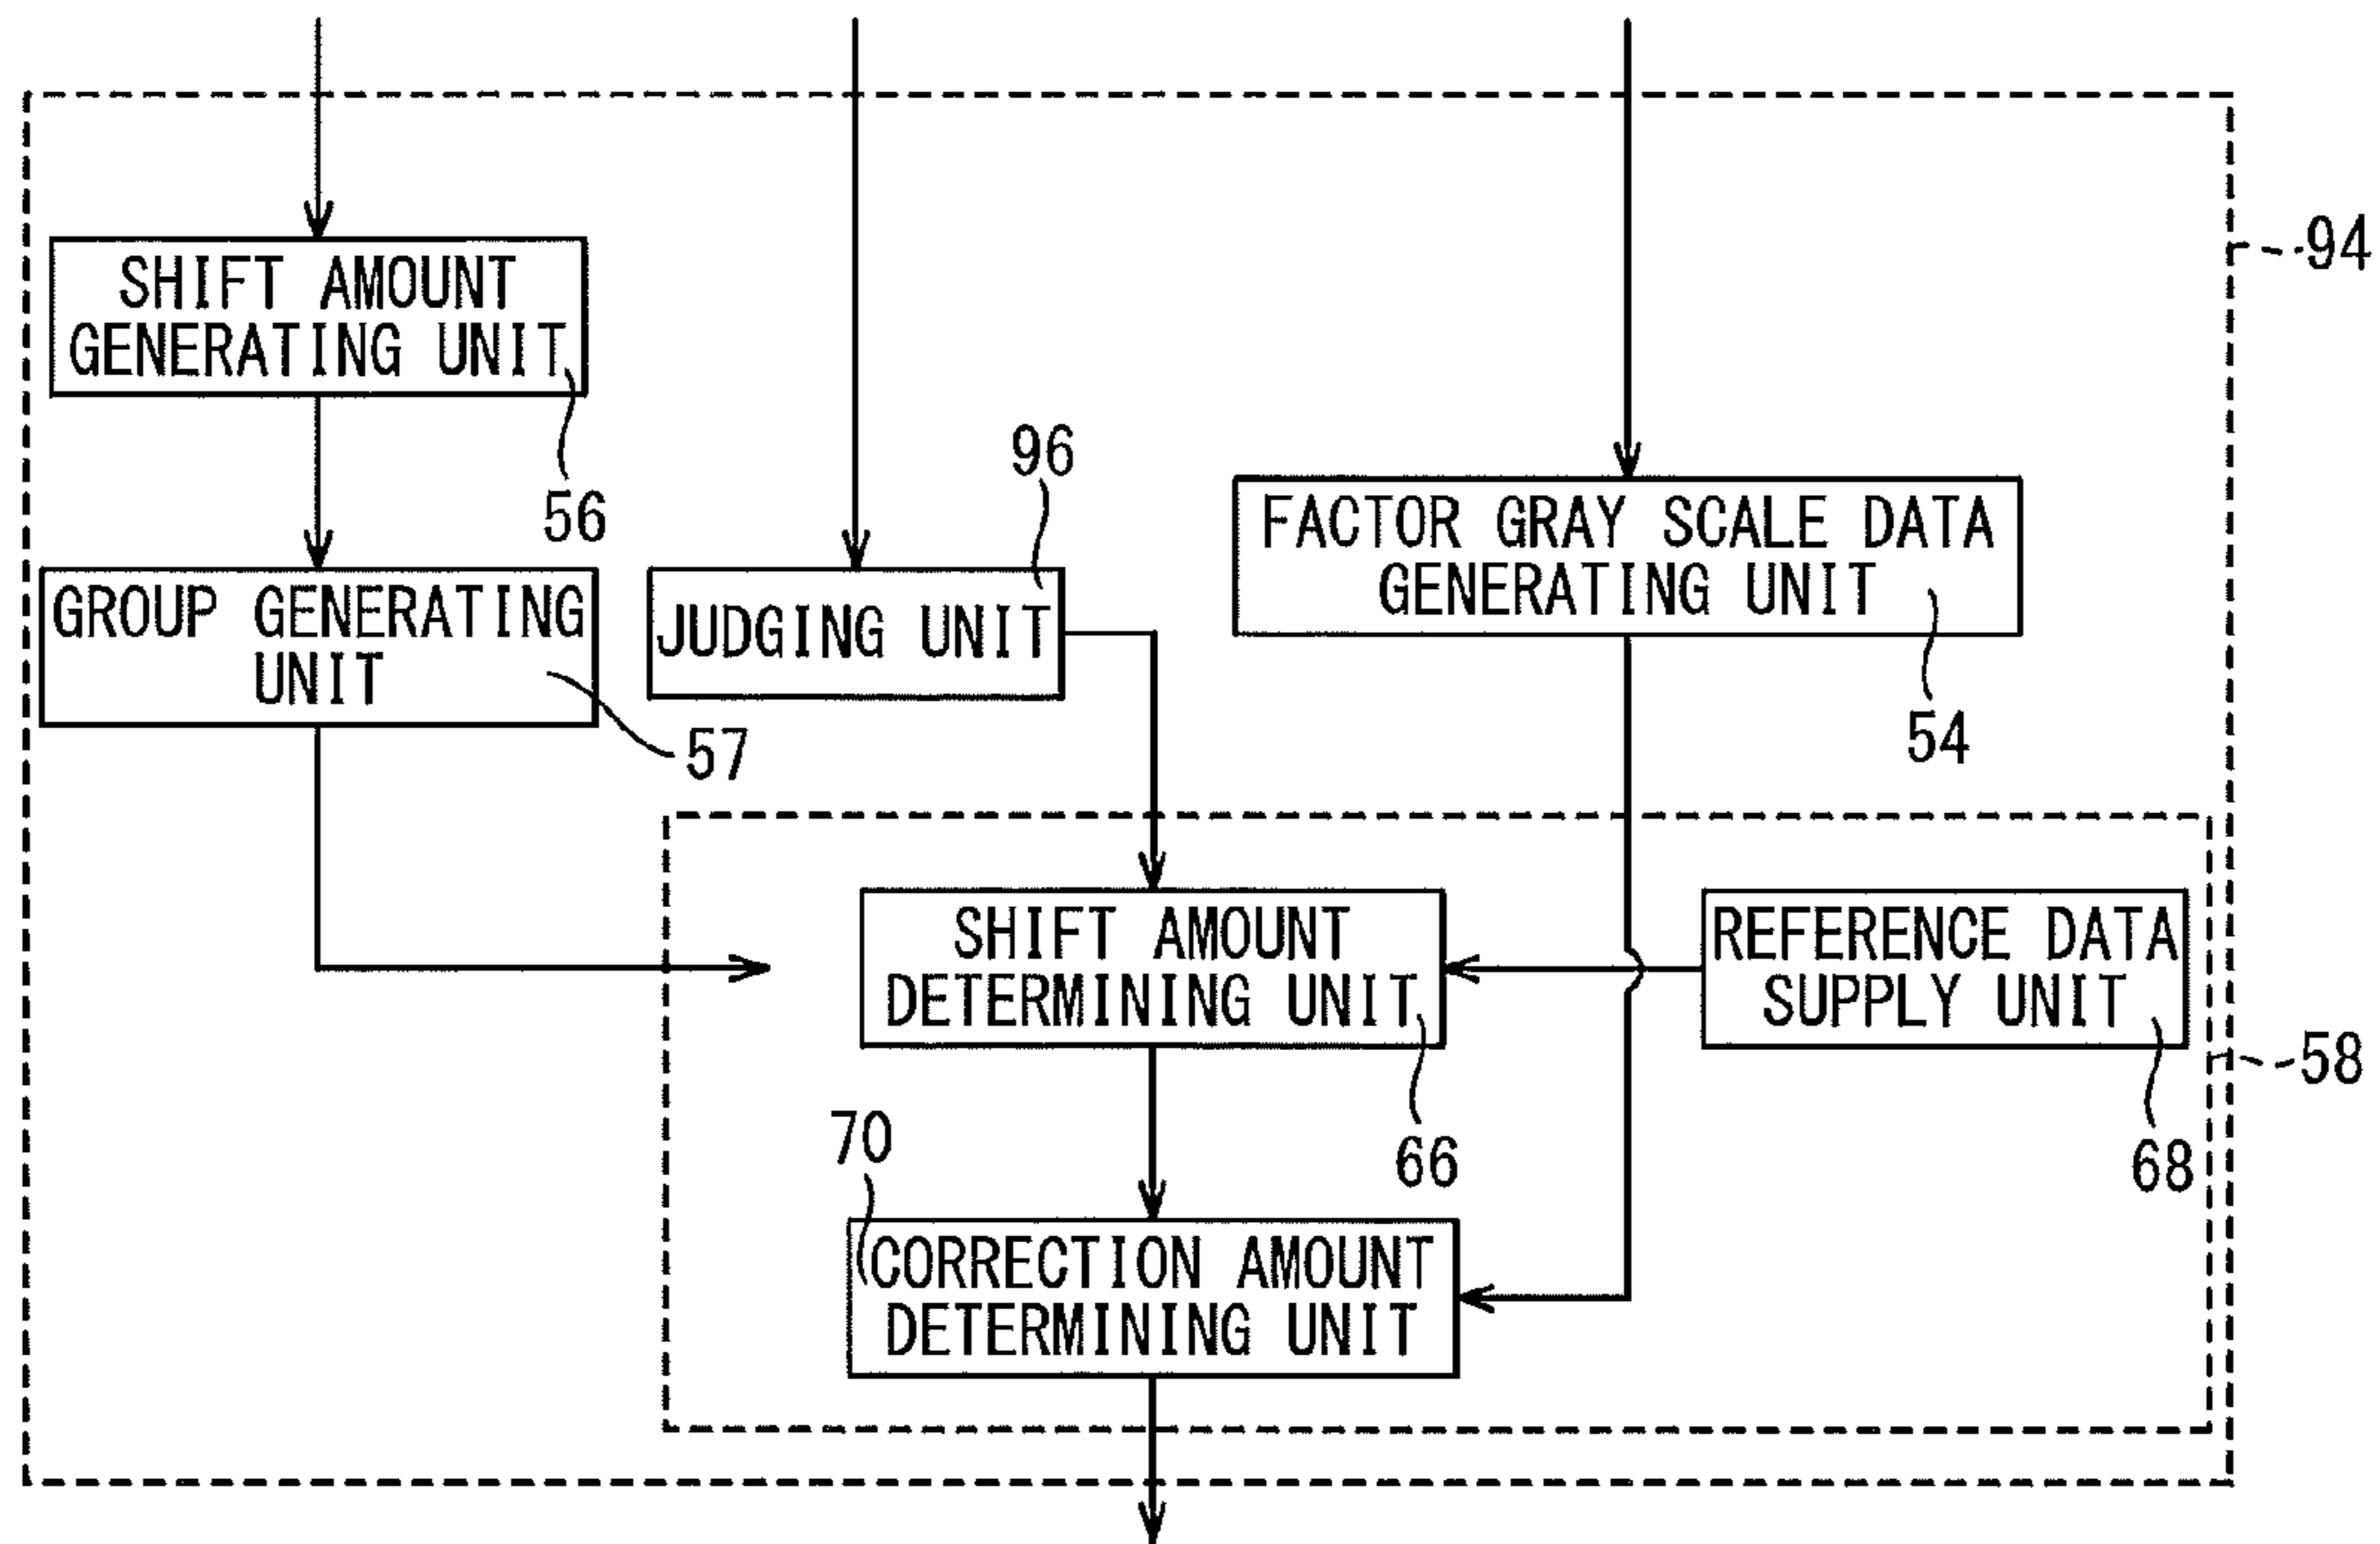 94
SHIFT AMOUNT
GENERATING UNIT
56
96
FACTOR GRAY SCALE DATA
GENERATING UNIT
54
GROUP GENERATING
UNIT
57
JUDGING UNIT
SHIFT AMOUNT
DETERMINING UNIT
66
REFERENCE DATA
SUPPLY UNIT
68
58
70
CORRECTION AMOUNT
DETERMINING UNIT